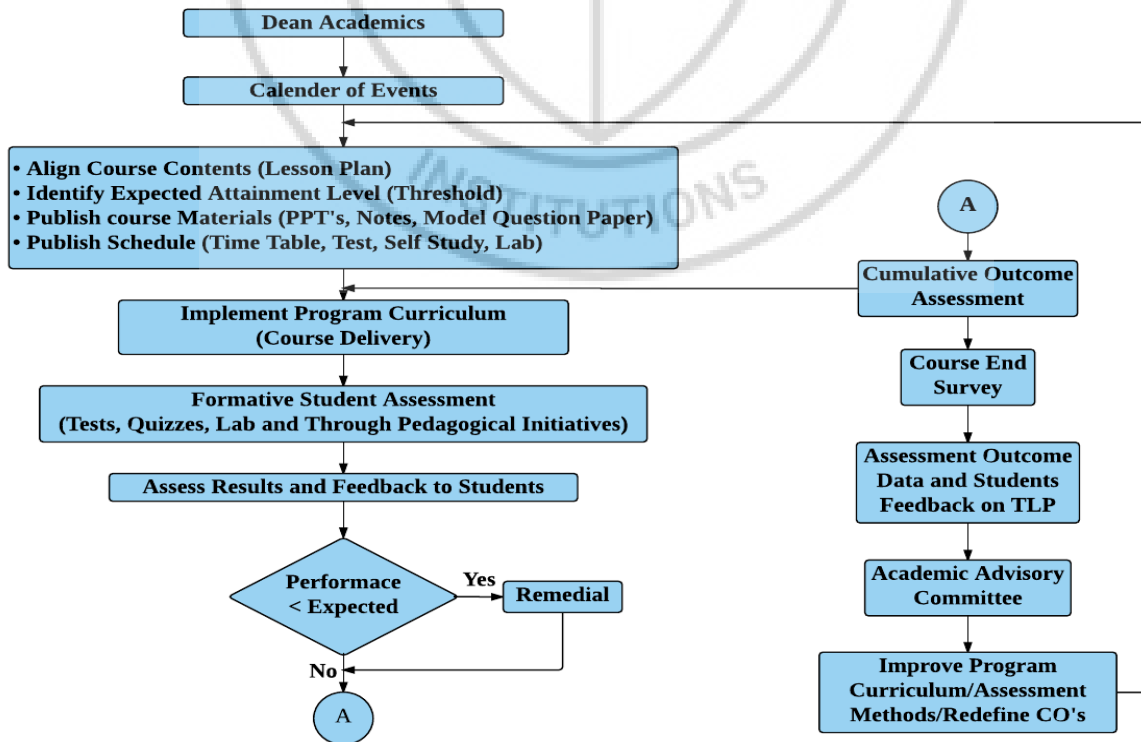 Dean Academics
Calender of Events
• Align Course Contents (Lesson Plan)
• Identify Expected Attainment Level (Threshold)
• Publish course Materials (PPT's, Notes, Model Question Paper)
• Publish Schedule (Time Table, Test, Self Study, Lab)
INSTITUTIONS
Implement Program Curriculum
(Course Delivery)
Formative Student Assessment
(Tests, Quizzes, Lab and Through Pedagogical Initiatives)
Assess Results and Feedback to Students
Performace
< Expected
Yes
Remedial
No
A
A
Cumulative Outcome
Assessment
Course End
Survey
Assessment Outcome
Data and Students
Feedback on TLP
Academic Advisory
Committee
Improve Program
Curriculum/Assessment
Methods/Redefine CO's